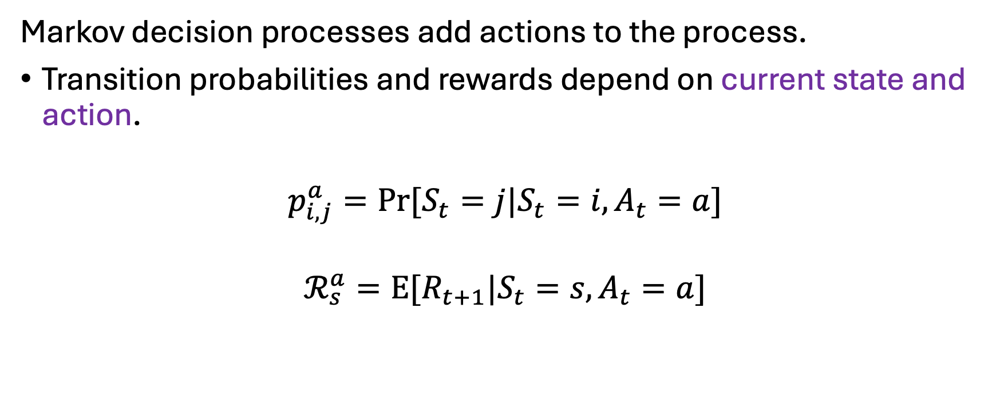 Markov decision processes add actions to the process.
• Transition probabilities and rewards depend on current state and
action.
$p_{i,j}^{a} = \Pr[S_t = j | S_t = i, A_t = a]$
$\mathcal{R}_{s}^{a} = \mathrm{E}[R_{t+1} | S_t = s, A_t = a]$